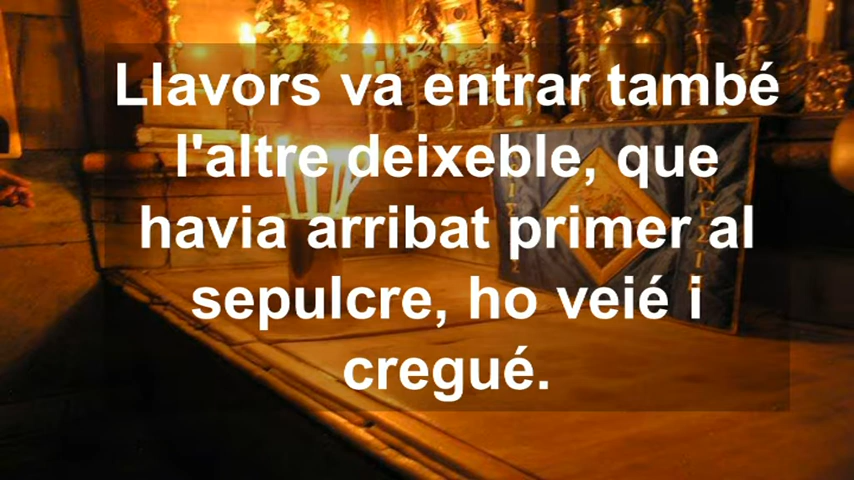 Llavors va entrar també
l'altre deixeble, que
havia arribat primer al
sepulcre, ho veié i
cregué.